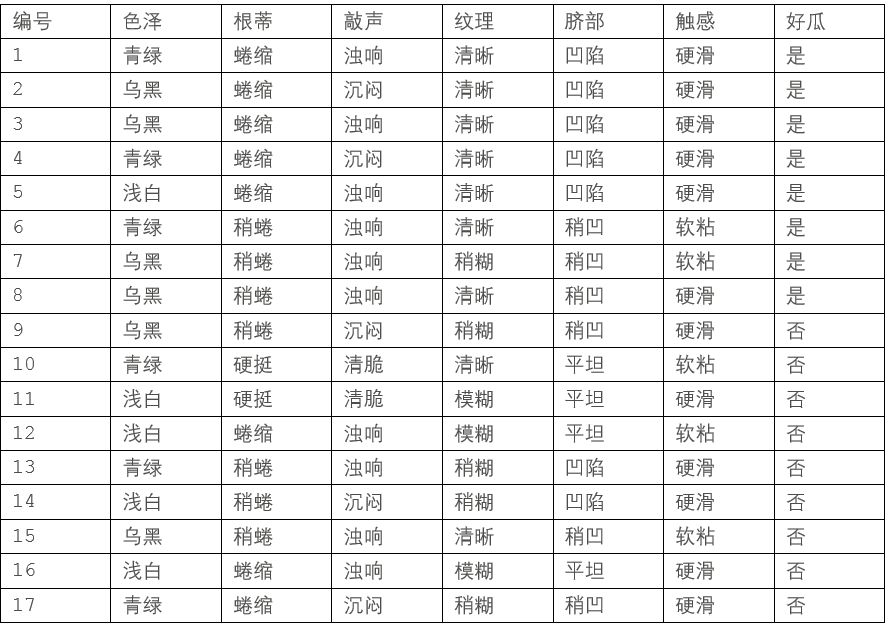 编号 色泽 根蒂 敲声 纹理 脐部 触感 好瓜
1 青绿 蜷缩 浊响 清晰 凹陷 硬滑 是
2 乌黑 蜷缩 沉闷 清晰 凹陷 硬滑 是
3 乌黑 蜷缩 浊响 清晰 凹陷 硬滑 是
4 青绿 蜷缩 沉闷 清晰 凹陷 硬滑 是
5 浅白 蜷缩 浊响 清晰 凹陷 硬滑 是
6 青绿 稍蜷 浊响 清晰 稍凹 软粘 是
7 乌黑 稍蜷 浊响 稍糊 稍凹 软粘 是
8 乌黑 稍蜷 浊响 清晰 稍凹 硬滑 是
9 乌黑 稍蜷 沉闷 稍糊 稍凹 硬滑 否
10 青绿 硬挺 清脆 清晰 平坦 软粘 否
11 浅白 硬挺 清脆 模糊 平坦 硬滑 否
12 浅白 蜷缩 浊响 模糊 平坦 软粘 否
13 青绿 稍蜷 浊响 稍糊 凹陷 硬滑 否
14 浅白 稍蜷 沉闷 稍糊 凹陷 硬滑 否
15 乌黑 稍蜷 浊响 清晰 稍凹 软粘 否
16 浅白 蜷缩 浊响 模糊 平坦 硬滑 否
17 青绿 蜷缩 沉闷 稍糊 稍凹 硬滑 否